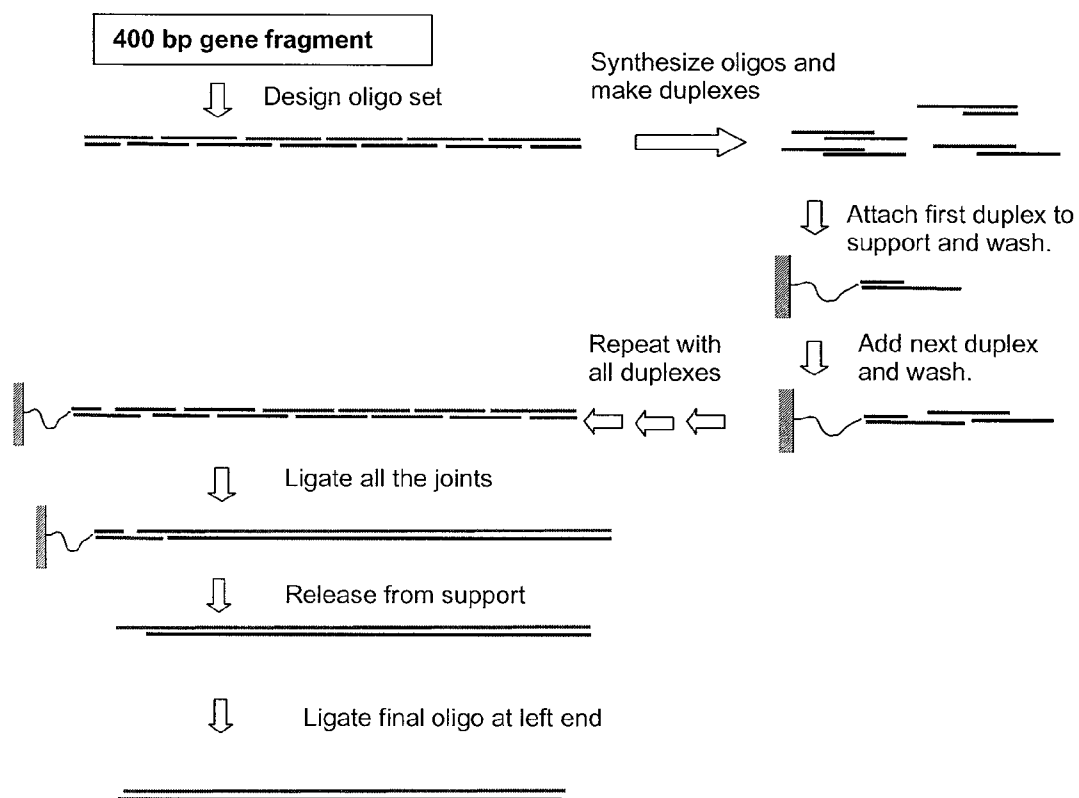 400 bp gene fragment
Design oligo set
Synthesize oligos and
make duplexes
Attach first duplex to
support and wash.
Add next duplex
and wash.
Repeat with
all duplexes
Ligate all the joints
Release from support
Ligate final oligo at left end